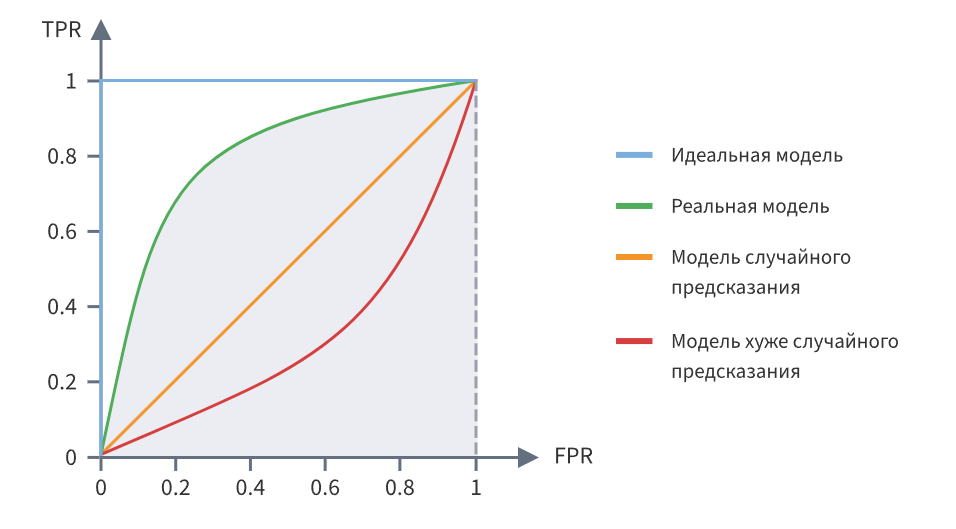 TPR
1
0.8
0.6
0.4
0.2
0
0 0.2 0.4 0.6 0.8 1
FPR
Идеальная модель
Реальная модель
Модель случайного
предсказания
Модель хуже случайного
предсказания